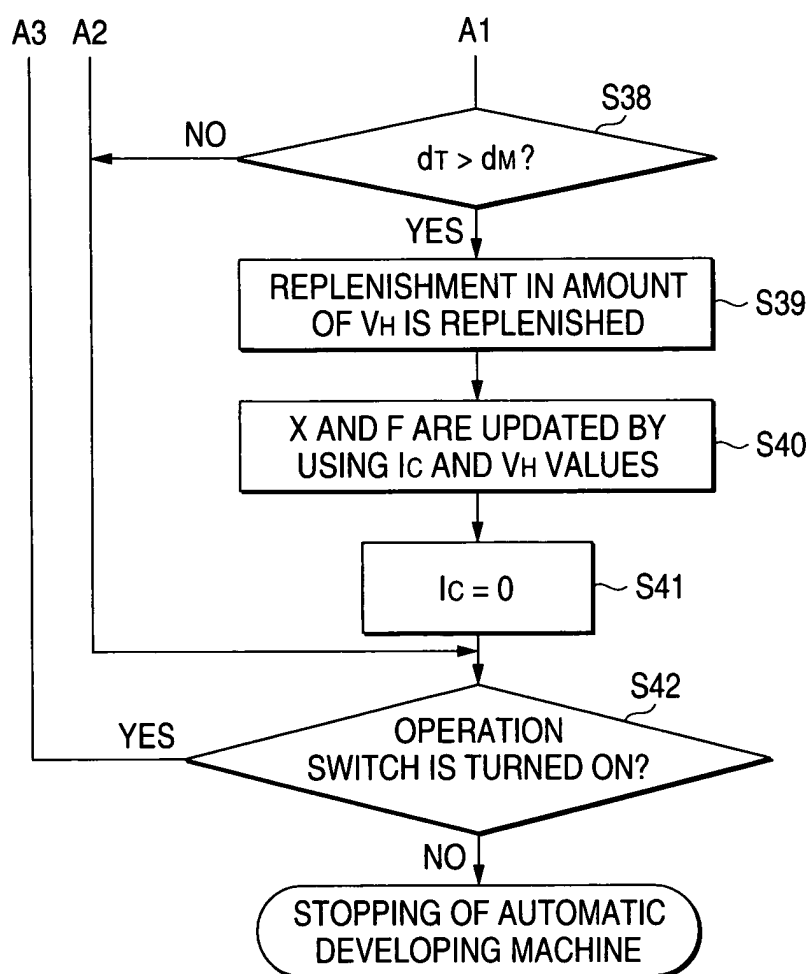 A3 A2 A1
S38
NO
dT > dM?
YES
REPLENISHMENT IN AMOUNT
OF VH IS REPLENISHED
S39
X AND F ARE UPDATED BY
USING IC AND VH VALUES
S40
IC = 0
S41
S42
YES
OPERATION
SWITCH IS TURNED ON?
NO
STOPPING OF AUTOMATIC
DEVELOPING MACHINE